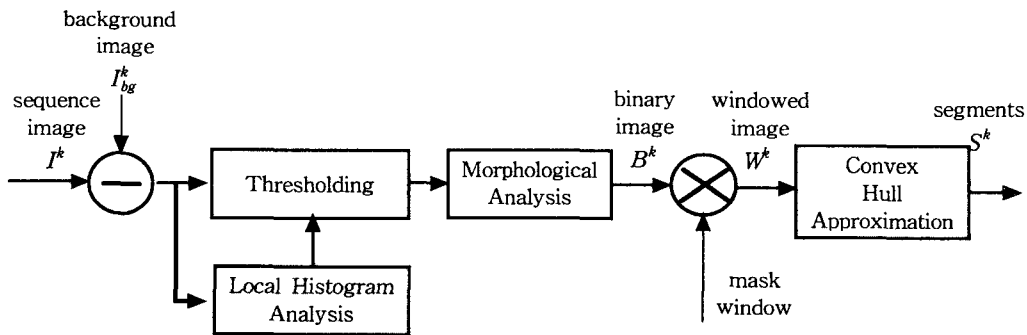 background
image
I_bg^k
sequence
image
I^k
Thresholding
Local Histogram
Analysis
Morphological
Analysis
binary
image
B^k
windowed
image
W^k
mask
window
Convex
Hull
Approximation
segments
S^k